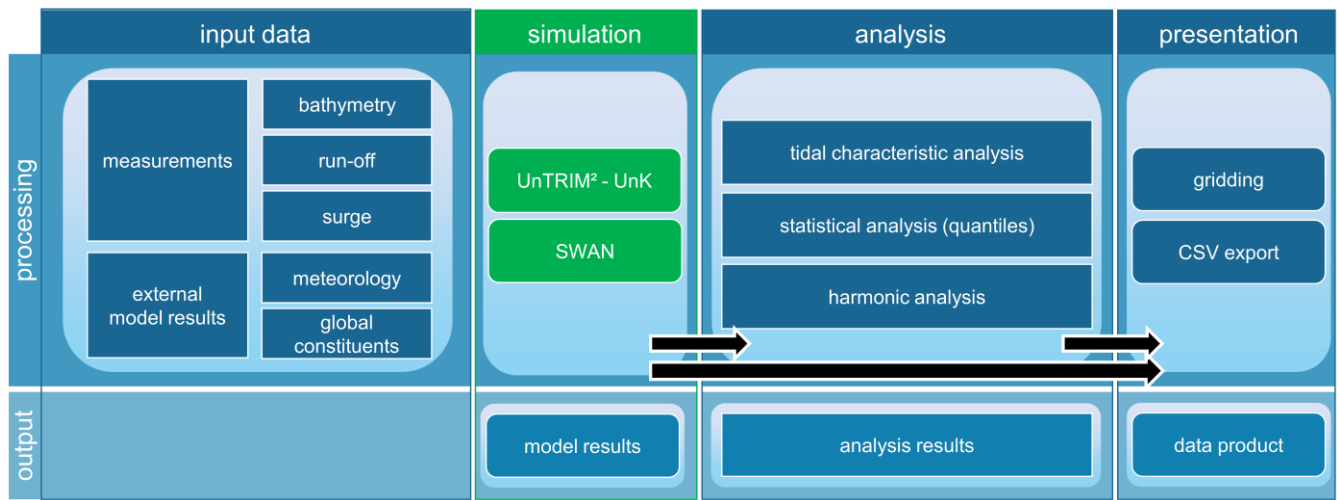 input data
simulation
analysis
presentation
processing
measurements
bathymetry
run-off
surge
external
model results
meteorology
global
constituents
UnTRIM² - UnK
SWAN
tidal characteristic analysis
statistical analysis (quantiles)
harmonic analysis
gridding
CSV export
output
model results
analysis results
data product